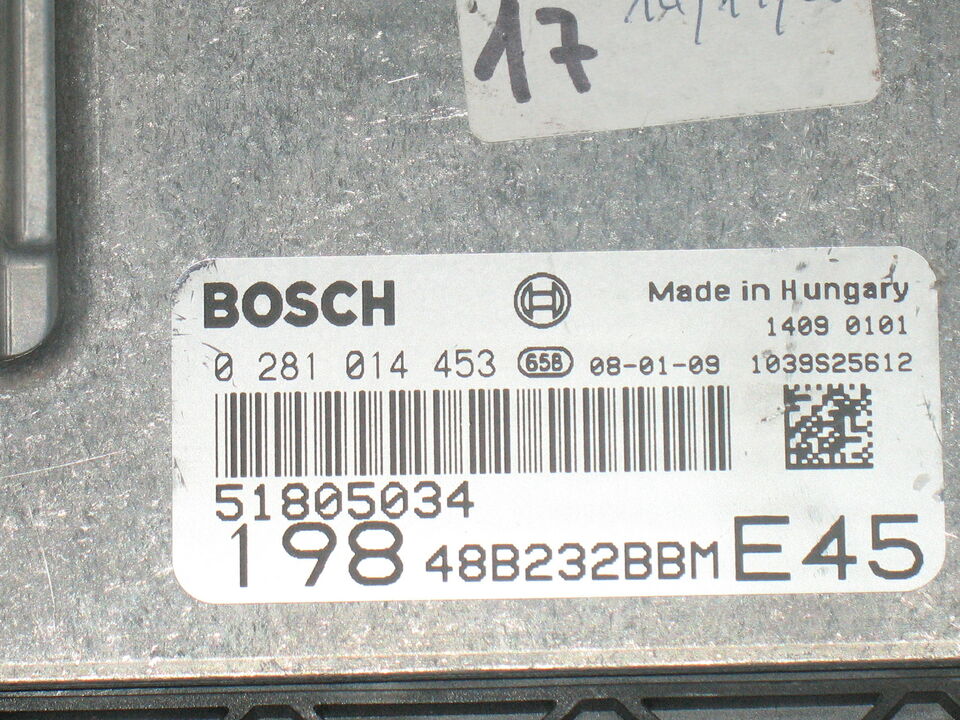 17
BOSCH
Made in Hungary
1409 0101
0 281 014 453 65B 08-01-09 1039S25612
51805034
198 48B232BBM E45